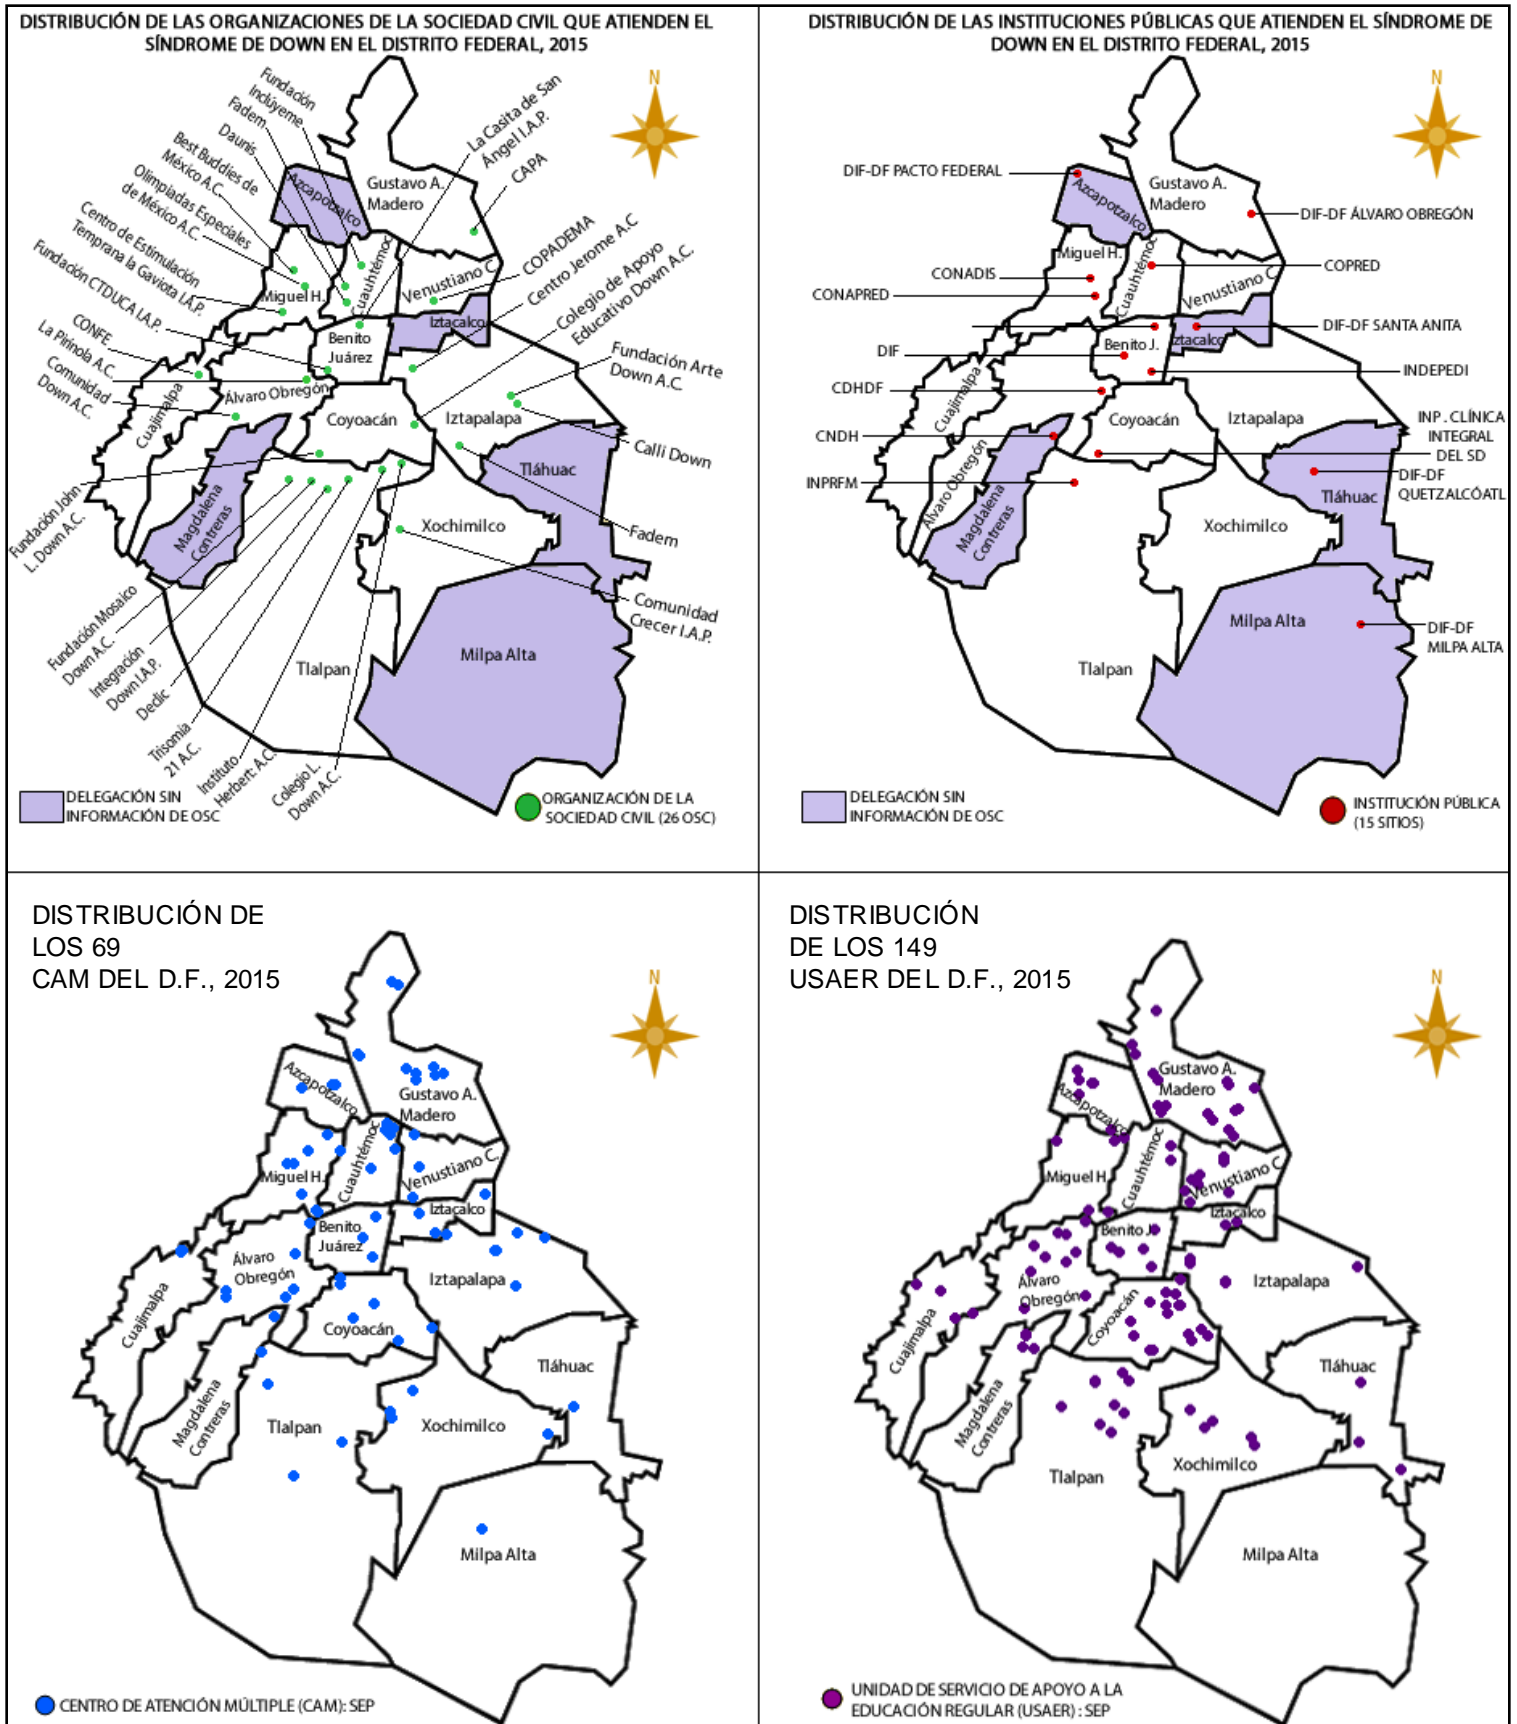 DISTRIBUCIÓN DE LAS ORGANIZACIONES DE LA SOCIEDAD CIVIL QUE ATIENDEN EL
SÍNDROME DE DOWN EN EL DISTRITO FEDERAL, 2015
N
Fundación
Inclúyeme
Fadem
Daunis
Best Buddies de
México A.C.
Olimpiadas Especiales
de México A.C.
Centro de Estimulación
Temprana la Gaviota I.A.P.
Fundación CTDUCA I.A.P.
CONFE
La Pirinola A.C.
Comunidad
Down A.C.
La Casita de San
Ángel I.A.P.
CAPA
COPADEMA
Centro Jerome A.C
Colegio de Apoyo
Educativo Down A.C.
Fundación Arte
Down A.C.
Calli Down
Fadem
Comunidad
Crecer I.A.P.
Fundación John
L. Down A.C.
Fundación Mosaico
Down A.C.
Integración
Down I.A.P.
Dedic
Trisomía
21 A.C.
Instituto
Herbert A.C.
Colegio L.
Down A.C.
Azcapotzalco
Gustavo A.
Madero
Miguel H.
Cuauhtémoc
Venustiano C.
Iztacalco
Benito
Juárez
Cuajimalpa
Álvaro Obregón
Coyoacán
Iztapalapa
Tláhuac
Magdalena
Contreras
Xochimilco
Tlalpan
Milpa Alta
DELEGACIÓN SIN
INFORMACIÓN DE OSC
ORGANIZACIÓN DE LA
SOCIEDAD CIVIL (26 OSC)
DISTRIBUCIÓN DE LAS INSTITUCIONES PÚBLICAS QUE ATIENDEN EL SÍNDROME DE
DOWN EN EL DISTRITO FEDERAL, 2015
N
DIF-DF PACTO FEDERAL
DIF-DF ÁLVARO OBREGÓN
CONADIS
COPRED
CONAPRED
DIF-DF SANTA ANITA
DIF
INDEPEDI
CDHDF
CNDH
INP. CLÍNICA
INTEGRAL
DEL SD
INPRFM
DIF-DF
QUETZALCÓATL
DIF-DF
MILPA ALTA
Azcapotzalco
Gustavo A.
Madero
Miguel H.
Cuauhtémoc
Venustiano C.
Iztacalco
Benito J.
Cuajimalpa
Álvaro Obregón
Coyoacán
Iztapalapa
Tláhuac
Magdalena
Contreras
Xochimilco
Tlalpan
Milpa Alta
DELEGACIÓN SIN
INFORMACIÓN DE OSC
INSTITUCIÓN PÚBLICA
(15 SITIOS)
DISTRIBUCIÓN DE
LOS 69
CAM DEL D.F., 2015
N
Azcapotzalco
Gustavo A.
Madero
Miguel H.
Cuauhtémoc
Venustiano C.
Iztacalco
Benito
Juárez
Álvaro
Obregón
Cuajimalpa
Iztapalapa
Coyoacán
Tláhuac
Magdalena
Contreras
Tlalpan
Xochimilco
Milpa Alta
CENTRO DE ATENCIÓN MÚLTIPLE (CAM): SEP
DISTRIBUCIÓN
DE LOS 149
USAER DEL D.F., 2015
N
Azcapotzalco
Gustavo A.
Madero
Miguel H.
Cuauhtémoc
Venustiano C.
Iztacalco
Benito J.
Álvaro
Obregón
Cuajimalpa
Coyoacán
Iztapalapa
Tláhuac
Magdalena
Contreras
Xochimilco
Tlalpan
Milpa Alta
UNIDAD DE SERVICIO DE APOYO A LA
EDUCACIÓN REGULAR (USAER) : SEP